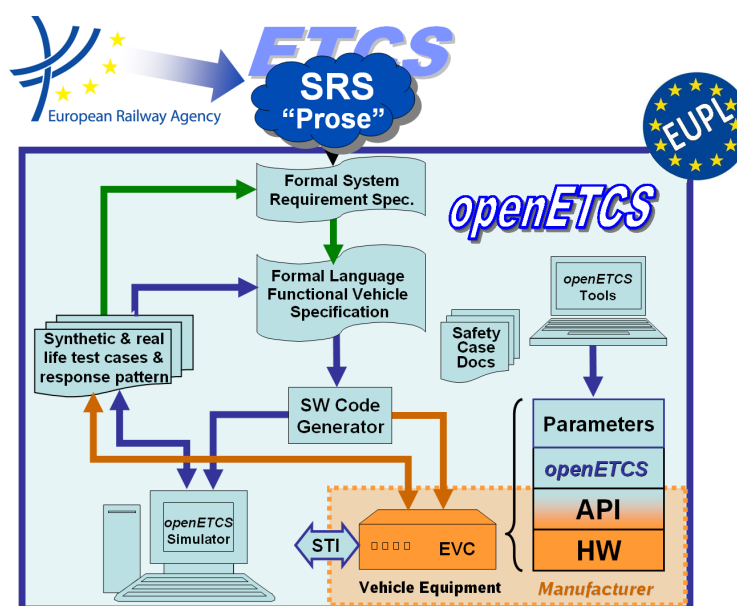 ETCS
SRS
“Prose”
European Railway Agency
EUPL
Formal System
Requirement Spec.
openETCS
Formal Language
Functional Vehicle
Specification
openETCS
Tools
Synthetic & real
life test cases &
response pattern
Safety
Case
Docs
SW Code
Generator
Parameters
openETCS
API
HW
openETCS
Simulator
STI
EVC
Vehicle Equipment
Manufacturer